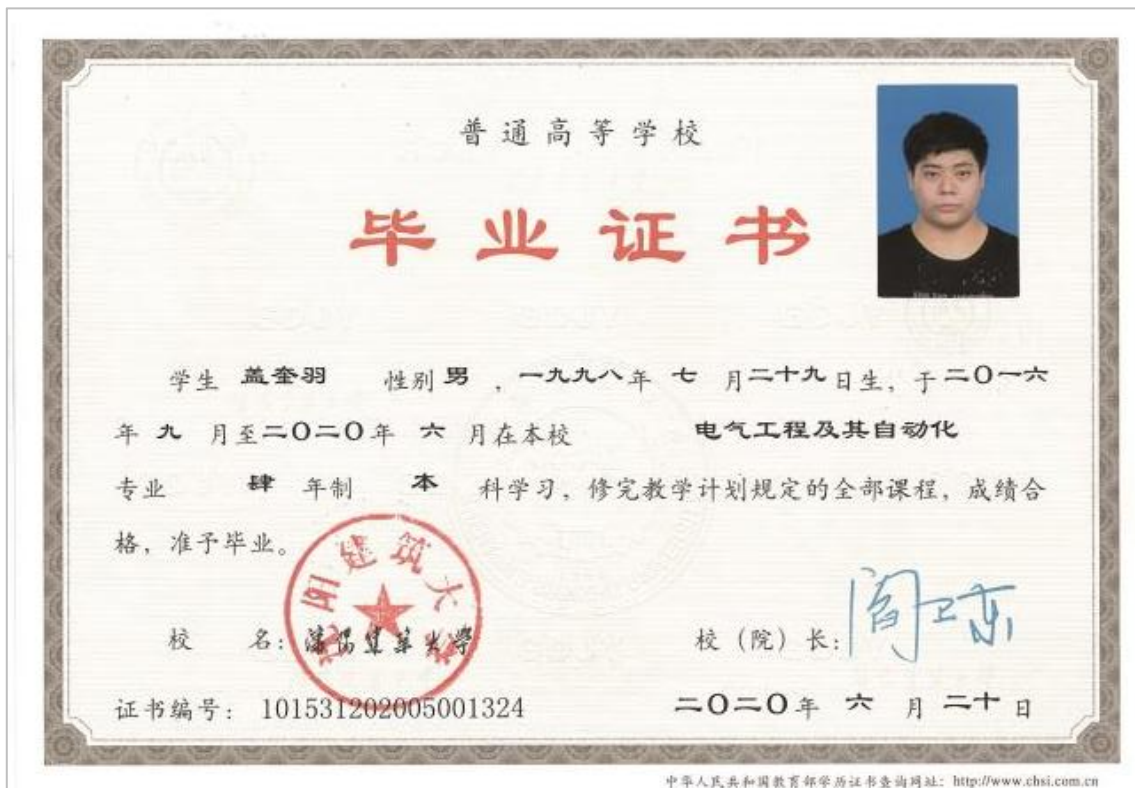 普通高等学校
毕业证书
学生 盖奎羽 性别 男 ，一九九八年 七 月二十九日生，于二〇一六
年 九 月至二〇二〇年 六 月在本校 电气工程及其自动化
专业 肆 年制 本 科学习，修完教学计划规定的全部课程，成绩合
格，准予毕业。
校 名：沈阳建筑大学
校（院）长：阎卫东
证书编号：101531202005001324
二〇二〇年 六 月 二十 日
中华人民共和国教育部学历证书查询网址：http://www.chsi.com.cn